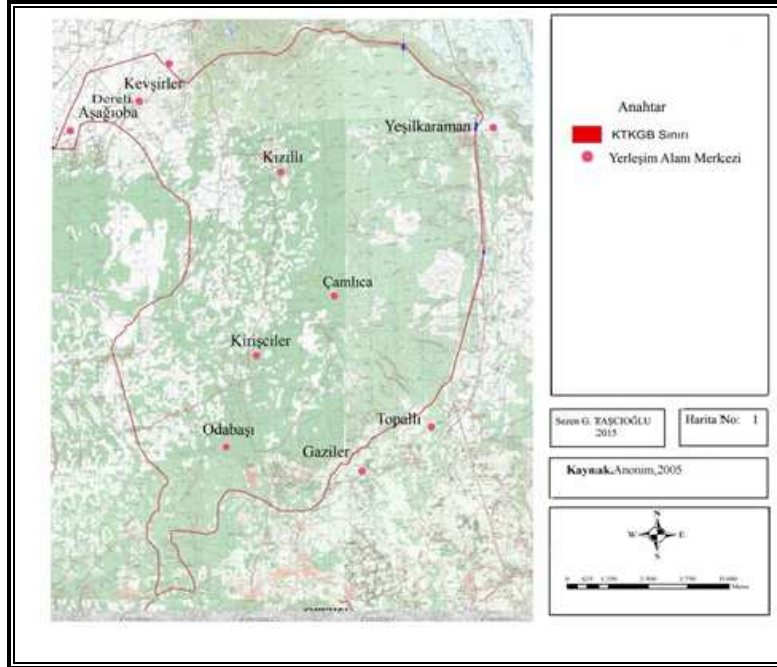 Kevşirler
Dereli
Aşağıoba
Yeşilkaraman
Kızıllı
Çamlıca
Kirişciler
Odabaşı
Topallı
Gaziler
Anahtar
KTKGB Sınırı
Yerleşim Alanı Merkezi
Seren G. TAŞCIOĞLU
2015
Harita No: 1
Kaynak.Anonim,2005
N
W E
S